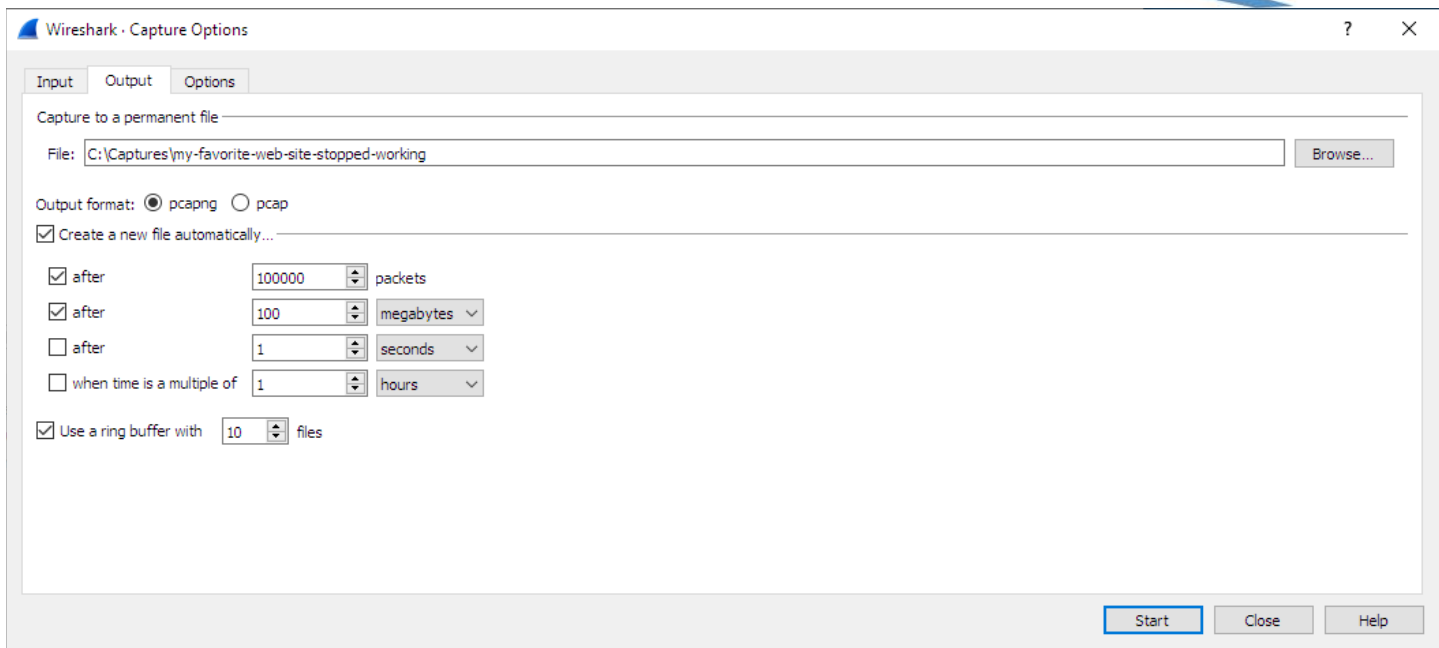 Wireshark · Capture Options
Input Output Options
Capture to a permanent file
File: C:\Captures\my-favorite-web-site-stopped-working Browse...
Output format: pcapng pcap
Create a new file automatically...
after 100000 packets
after 100 megabytes
after 1 seconds
when time is a multiple of 1 hours
Use a ring buffer with 10 files
Start Close Help